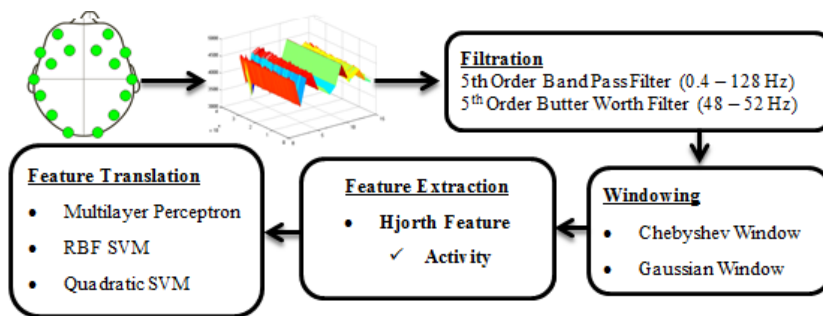 Filtration
5th Order Band Pass Filter (0.4 – 128 Hz)
5th Order Butter Worth Filter (48 – 52 Hz)
Windowing
• Chebyshev Window
• Gaussian Window
Feature Extraction
• Hjorth Feature
✓ Activity
Feature Translation
• Multilayer Perceptron
• RBF SVM
• Quadratic SVM